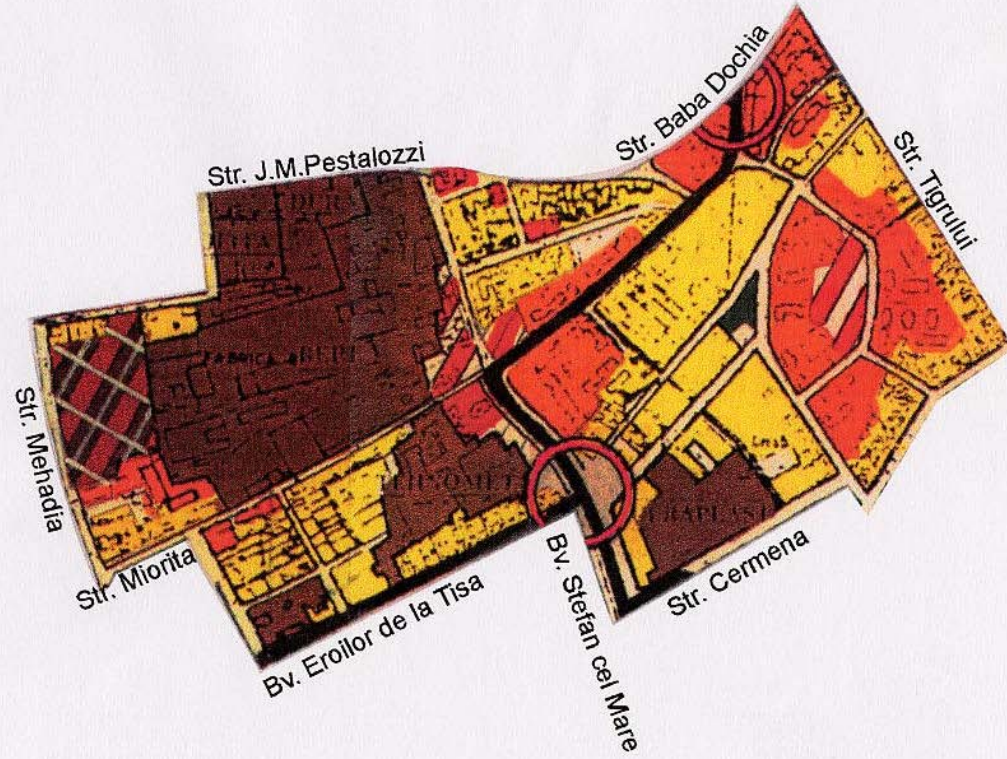 Str. Baba Dochia
Str. J.M.Pestalozzi
Str. Tigrului
FABRICA
Str. Mehadia
Str. Miorita
Bv. Eroilor de la Tisa
Bv. Stefan cel Mare
Str. Cermena